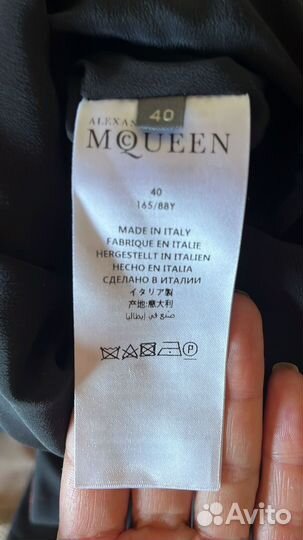 40
ALEXAN
McQUEEN
40
165/88Y
MADE IN ITALY
FABRIQUE EN ITALIE
HERGESTELLT IN ITALIEN
HECHO EN ITALIA
СДЕЛАНО В ИТАЛИИ
イタリア製
产地:意大利
صنع في إيطاليا
P
Avito